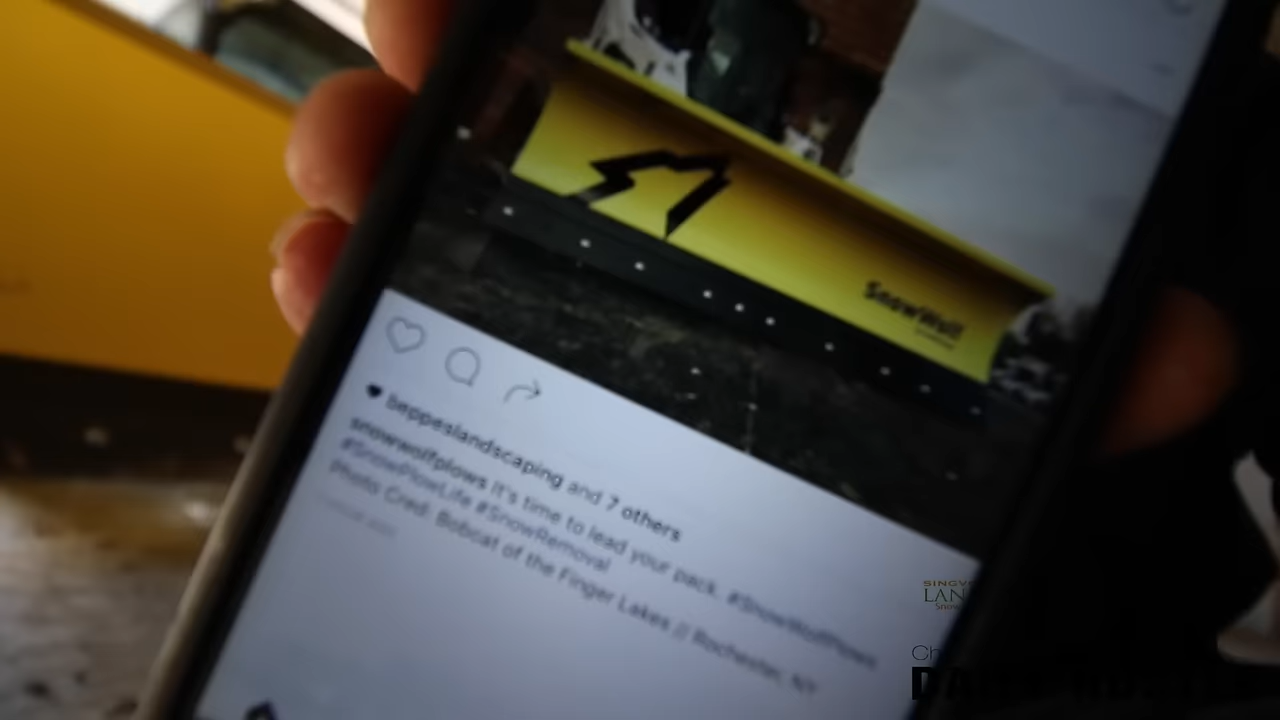 SnowWolf
beppeslandscaping and 7 others
snowwolfplows It's time to lead your pack. #SnowWolfPlows
#SnowPlowLife #SnowRemoval
Photo Cred: Bobcat of the Finger Lakes // Rochester, NY